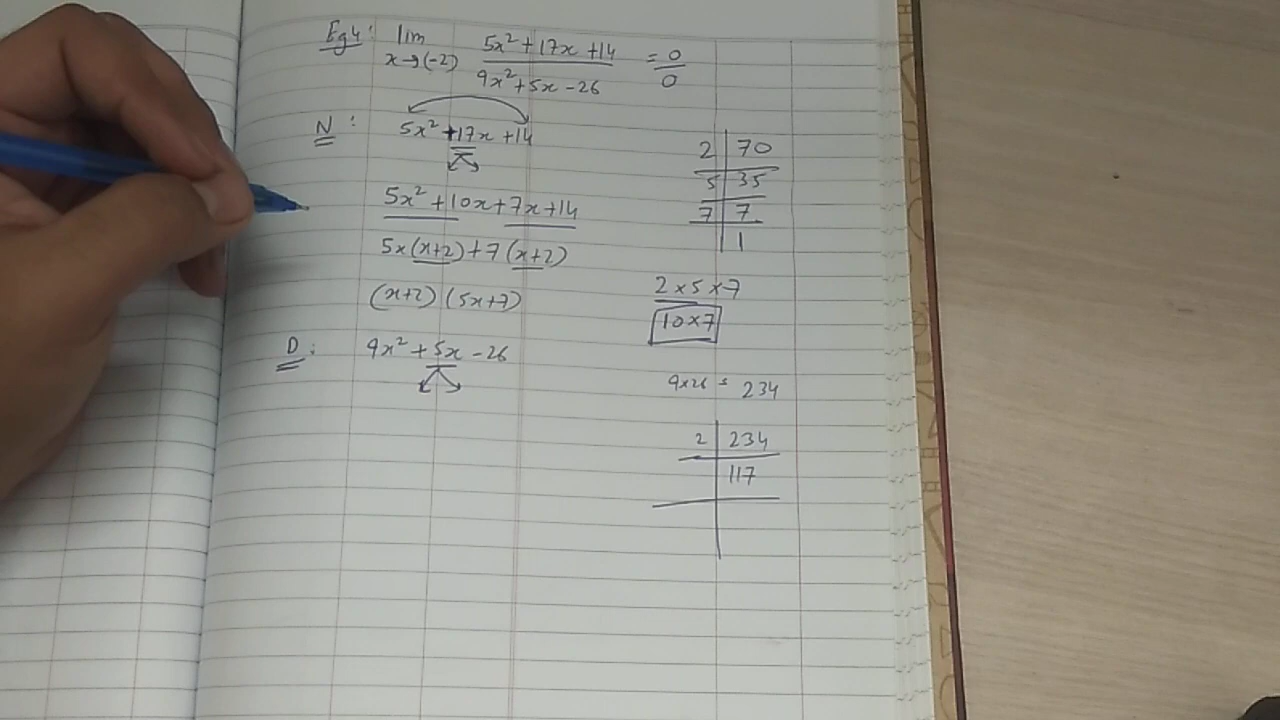 Eg4: lim x→(-2) 5x² + 17x + 14 / 9x² + 5x - 26 = 0/0
N: 5x² + 17x + 14
5x² + 10x + 7x + 14
5x(x+2) + 7(x+2)
(x+2) (5x+7)
D: 9x² + 5x - 26
2 | 70
5 | 35
7 | 7
1
2 × 5 × 7
10×7
9×26 = 234
2 | 234
117